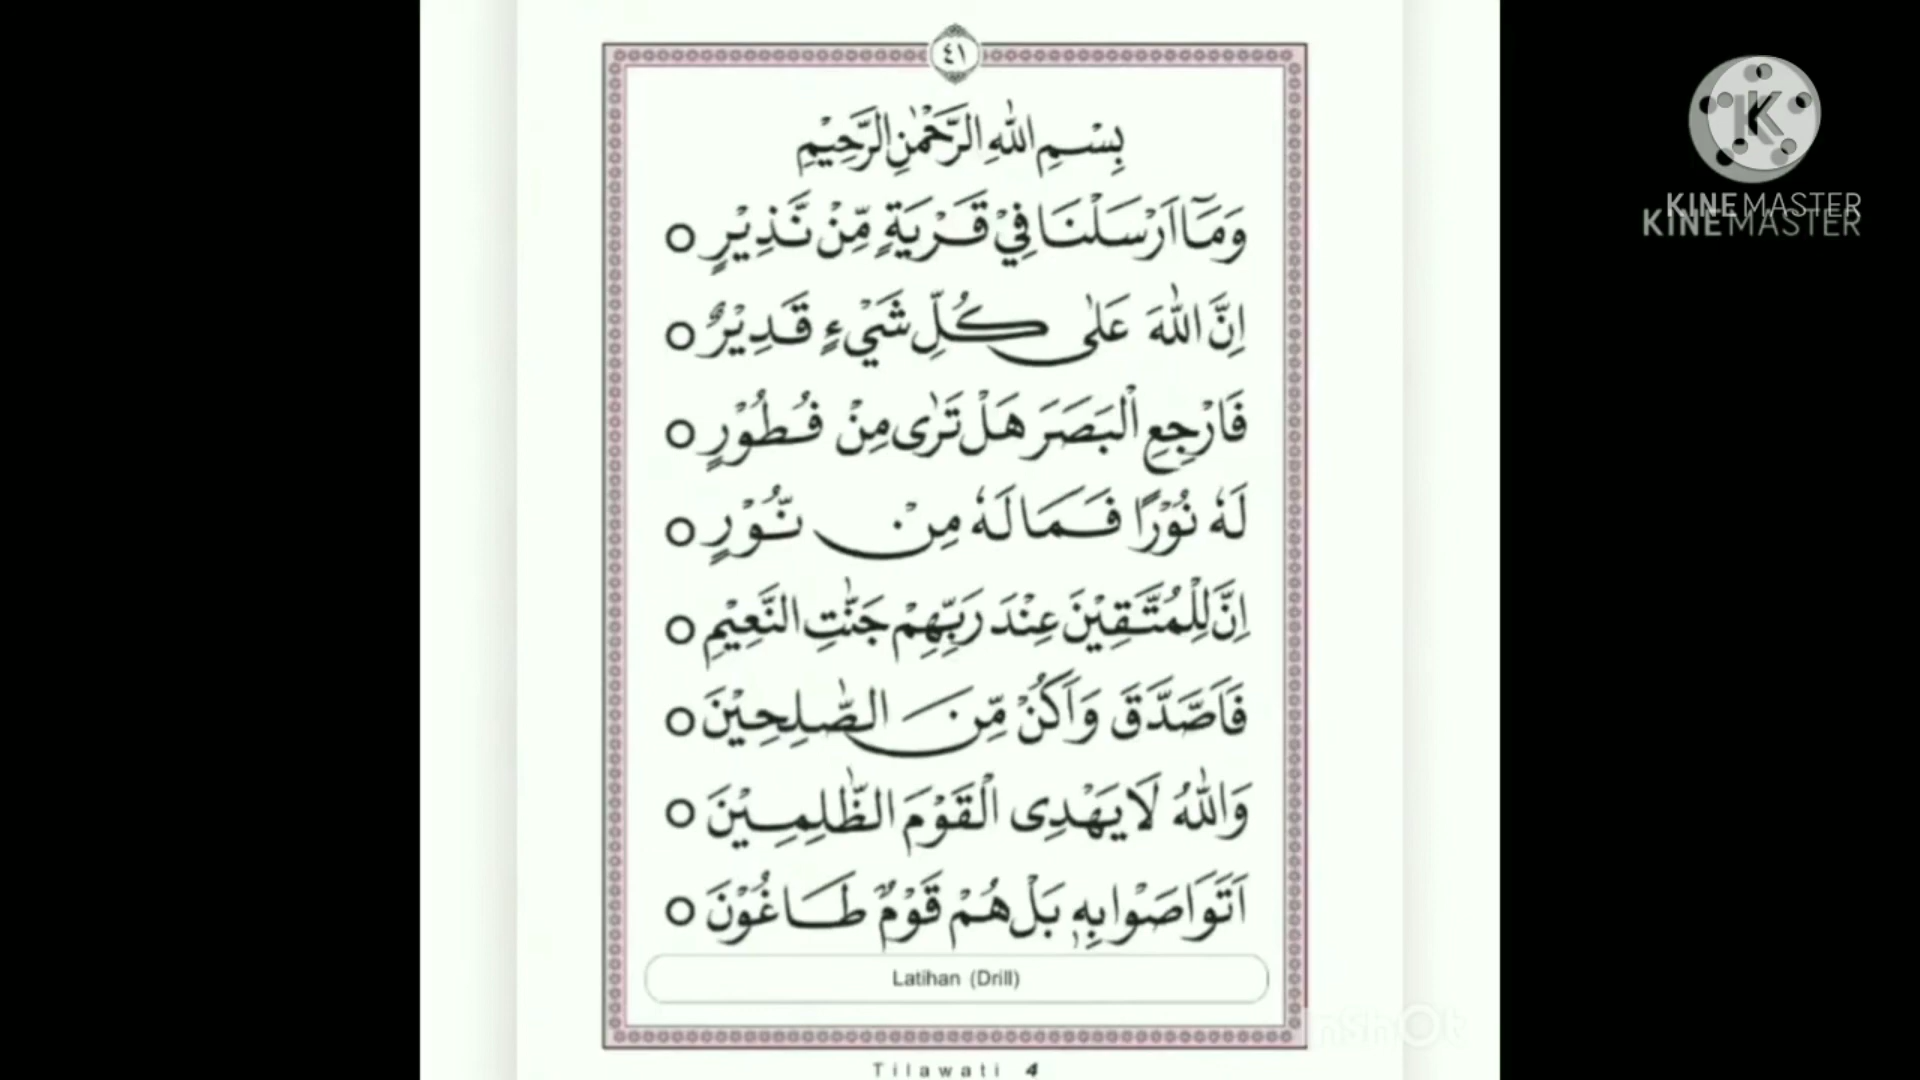 ٤١
بِسْمِ اللّٰهِ الرَّحْمٰنِ الرَّحِيْمِ
وَمَآ اَرْسَلْنَا فِيْ قَرْيَةٍ مِّنْ نَّذِيْرٍ ○
اِنَّ اللّٰهَ عَلٰى كُلِّ شَيْءٍ قَدِيْرٌ ○
فَارْجِعِ الْبَصَرَ هَلْ تَرٰى مِنْ فُطُوْرٍ ○
لَهٗ نُوْرًا فَمَا لَهٗ مِنْ نُّوْرٍ ○
اِنَّ لِلْمُتَّقِيْنَ عِنْدَ رَبِّهِمْ جَنّٰتِ النَّعِيْمِ ○
فَاَصَّدَّقَ وَاَكُنْ مِّنَ الصّٰلِحِيْنَ ○
وَاللّٰهُ لَا يَهْدِى الْقَوْمَ الظّٰلِمِيْنَ ○
اَتَوَاصَوْا بِهٖ بَلْ هُمْ قَوْمٌ طَاغُوْنَ ○
Latihan (Drill)
Tilawati 4
K
KINEMASTER
KINEMASTER
InShOt